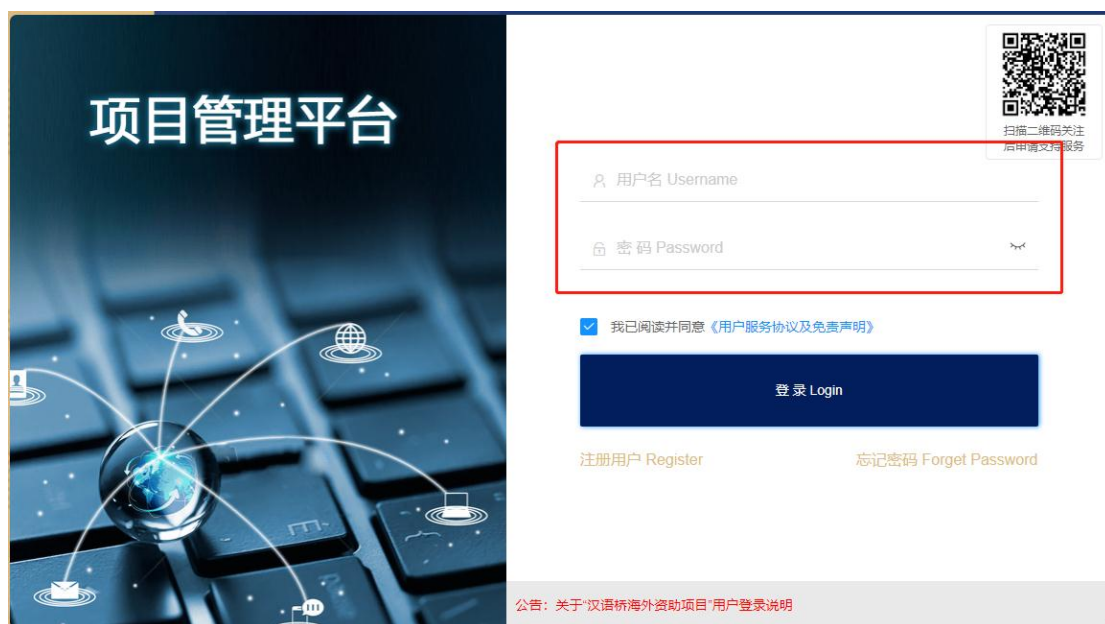 项目管理平台
扫描二维码关注
后申请支持服务
用户名 Username
密 码 Password
我已阅读并同意《用户服务协议及免责声明》
登 录 Login
注册用户 Register
忘记密码 Forget Password
公告：关于“汉语桥海外资助项目”用户登录说明